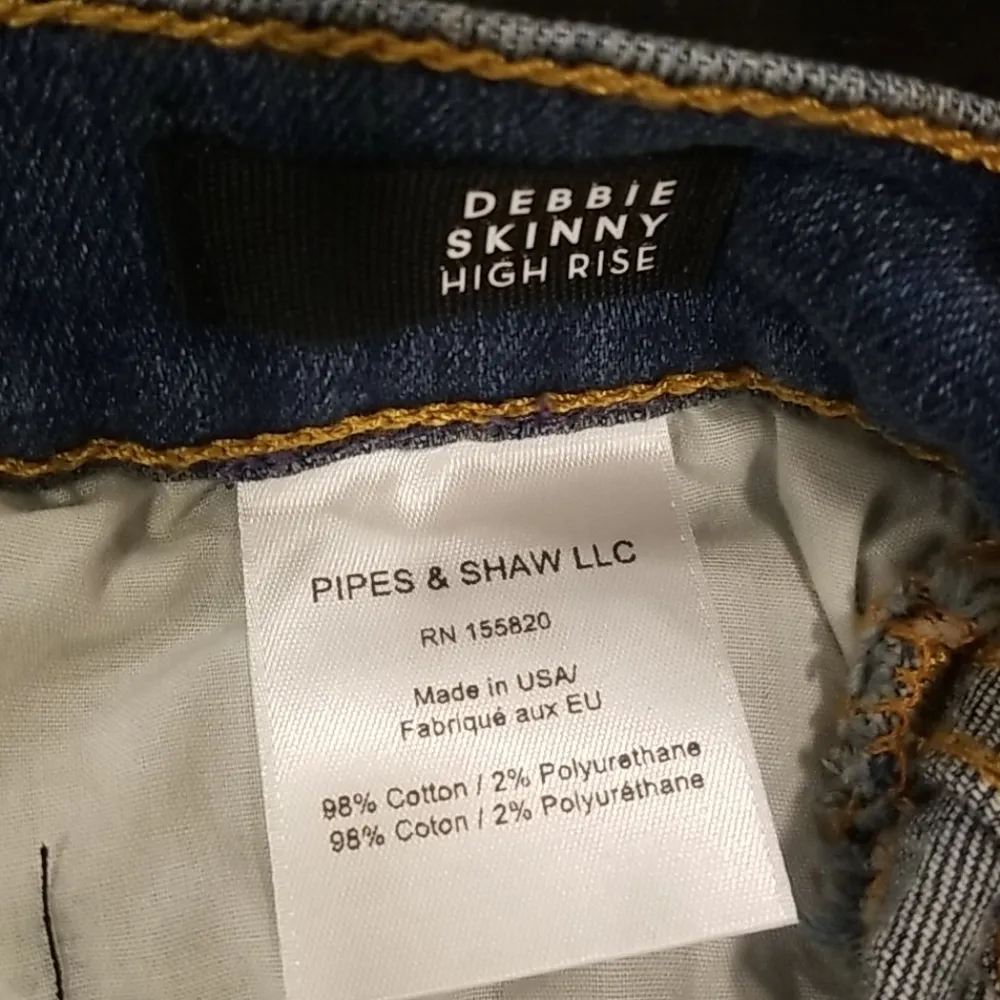 DEBBIE
SKINNY
HIGH RISE
PIPES & SHAW LLC
RN 155820
Made in USA/
Fabriqué aux EU
98% Cotton / 2% Polyurethane
98% Coton / 2% Polyuréthane